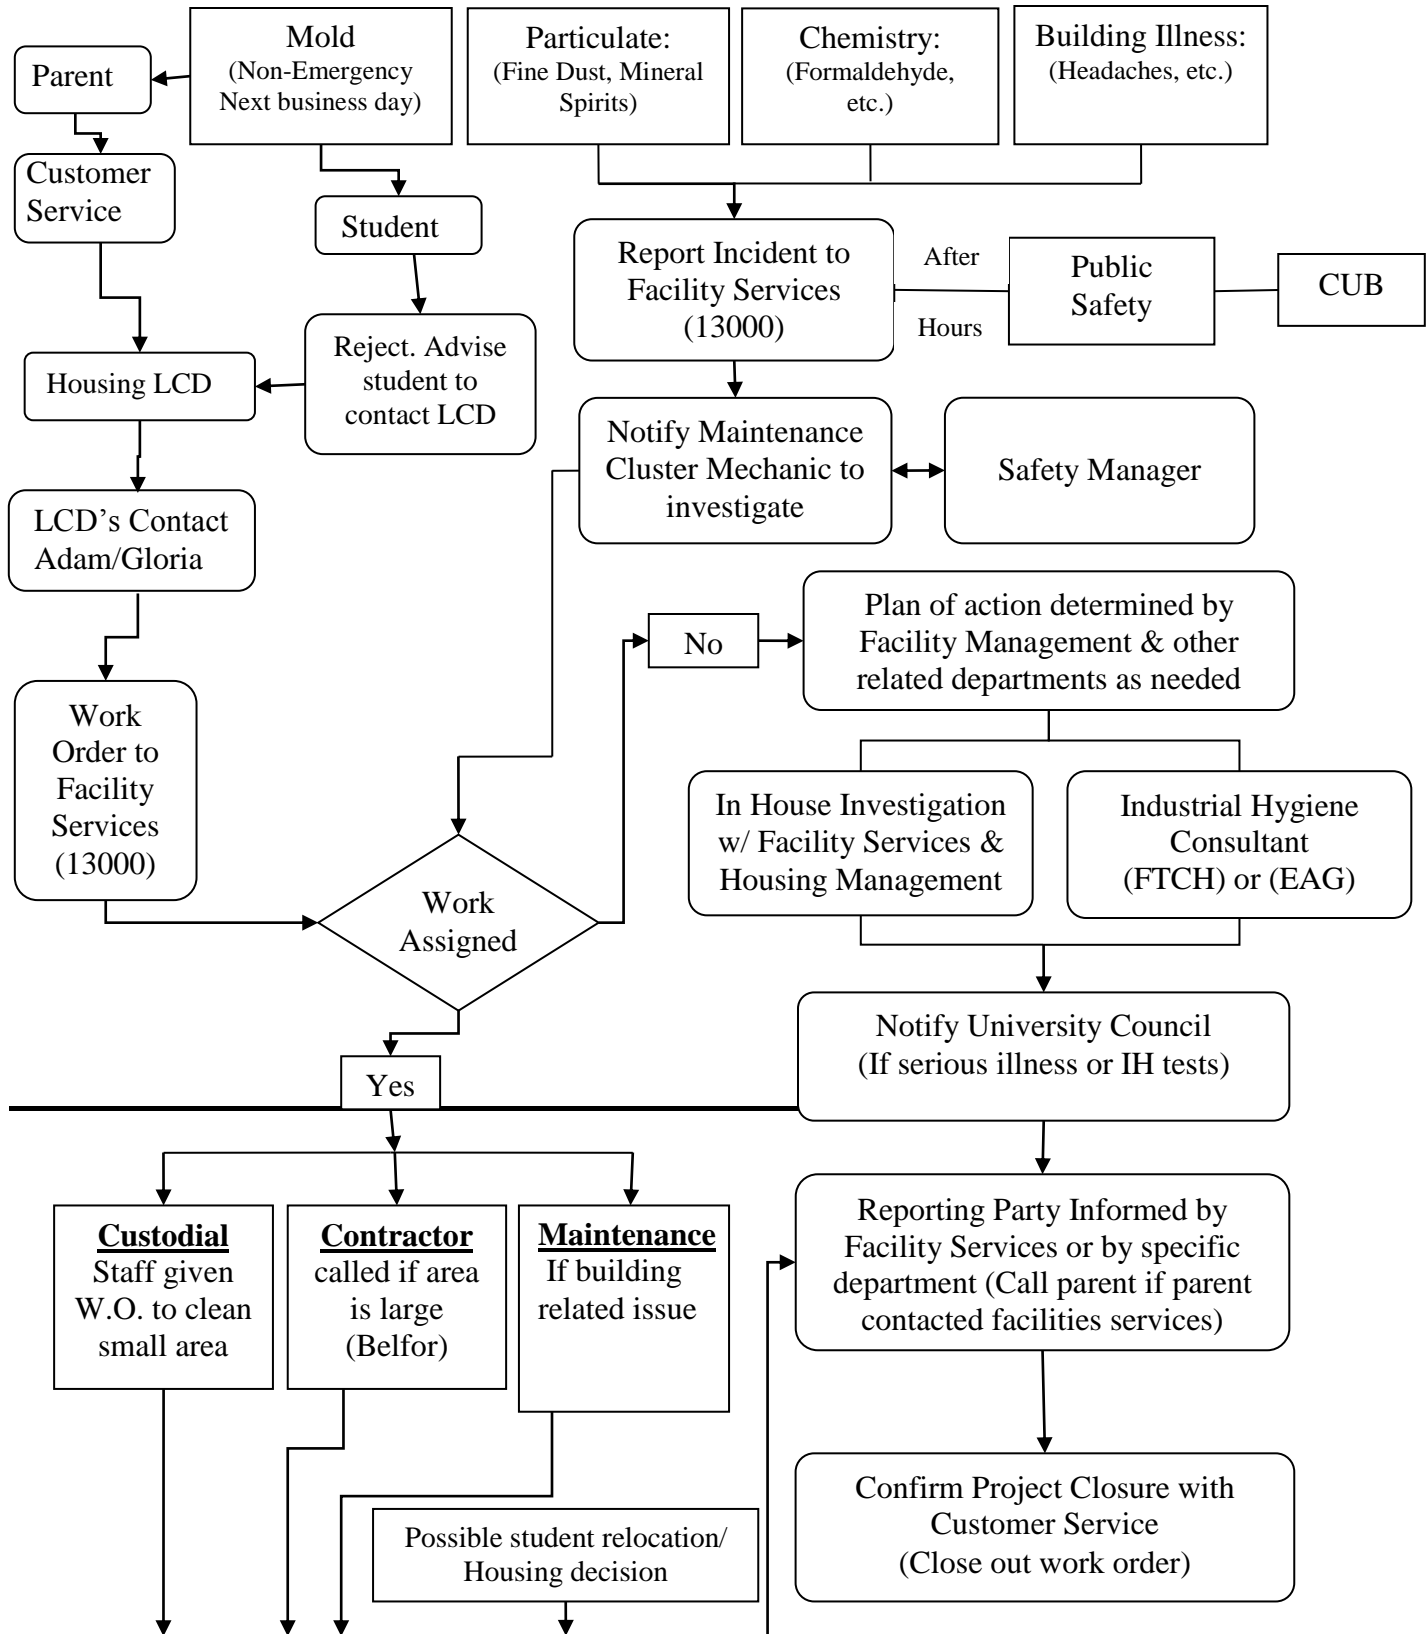 Mold
(Non-Emergency
Next business day)
Particulate:
(Fine Dust, Mineral
Spirits)
Chemistry:
(Formaldehyde,
etc.)
Building Illness:
(Headaches, etc.)
Parent
Customer
Service
Student
Report Incident to
Facility Services
(13000)
After
Hours
Public
Safety
CUB
Housing LCD
Reject. Advise
student to
contact LCD
Notify Maintenance
Cluster Mechanic to
investigate
Safety Manager
LCD’s Contact
Adam/Gloria
No
Plan of action determined by
Facility Management & other
related departments as needed
Work
Order to
Facility
Services
(13000)
In House Investigation
w/ Facility Services &
Housing Management
Industrial Hygiene
Consultant
(FTCH) or (EAG)
Work
Assigned
Notify University Council
(If serious illness or IH tests)
Yes
Custodial
Staff given
W.O. to clean
small area
Contractor
called if area
is large
(Belfor)
Maintenance
If building
related issue
Reporting Party Informed by
Facility Services or by specific
department (Call parent if parent
contacted facilities services)
Confirm Project Closure with
Customer Service
(Close out work order)
Possible student relocation/
Housing decision